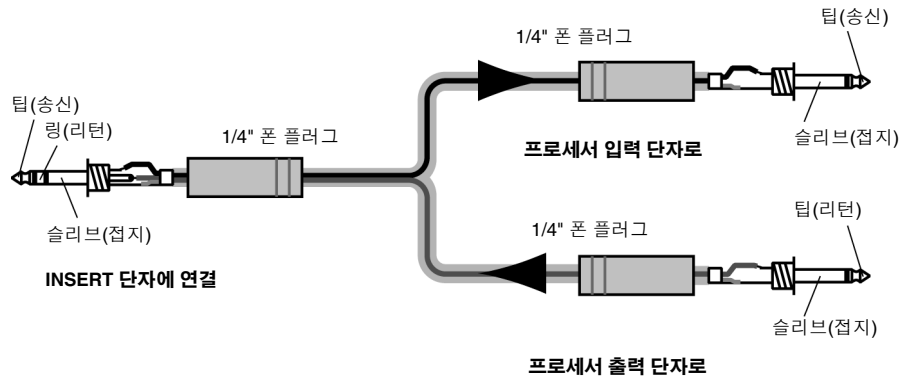 팁(송신)
링(리턴)
1/4" 폰 플러그
슬리브(접지)
INSERT 단자에 연결
1/4" 폰 플러그
팁(송신)
슬리브(접지)
프로세서 입력 단자로
1/4" 폰 플러그
팁(리턴)
슬리브(접지)
프로세서 출력 단자로